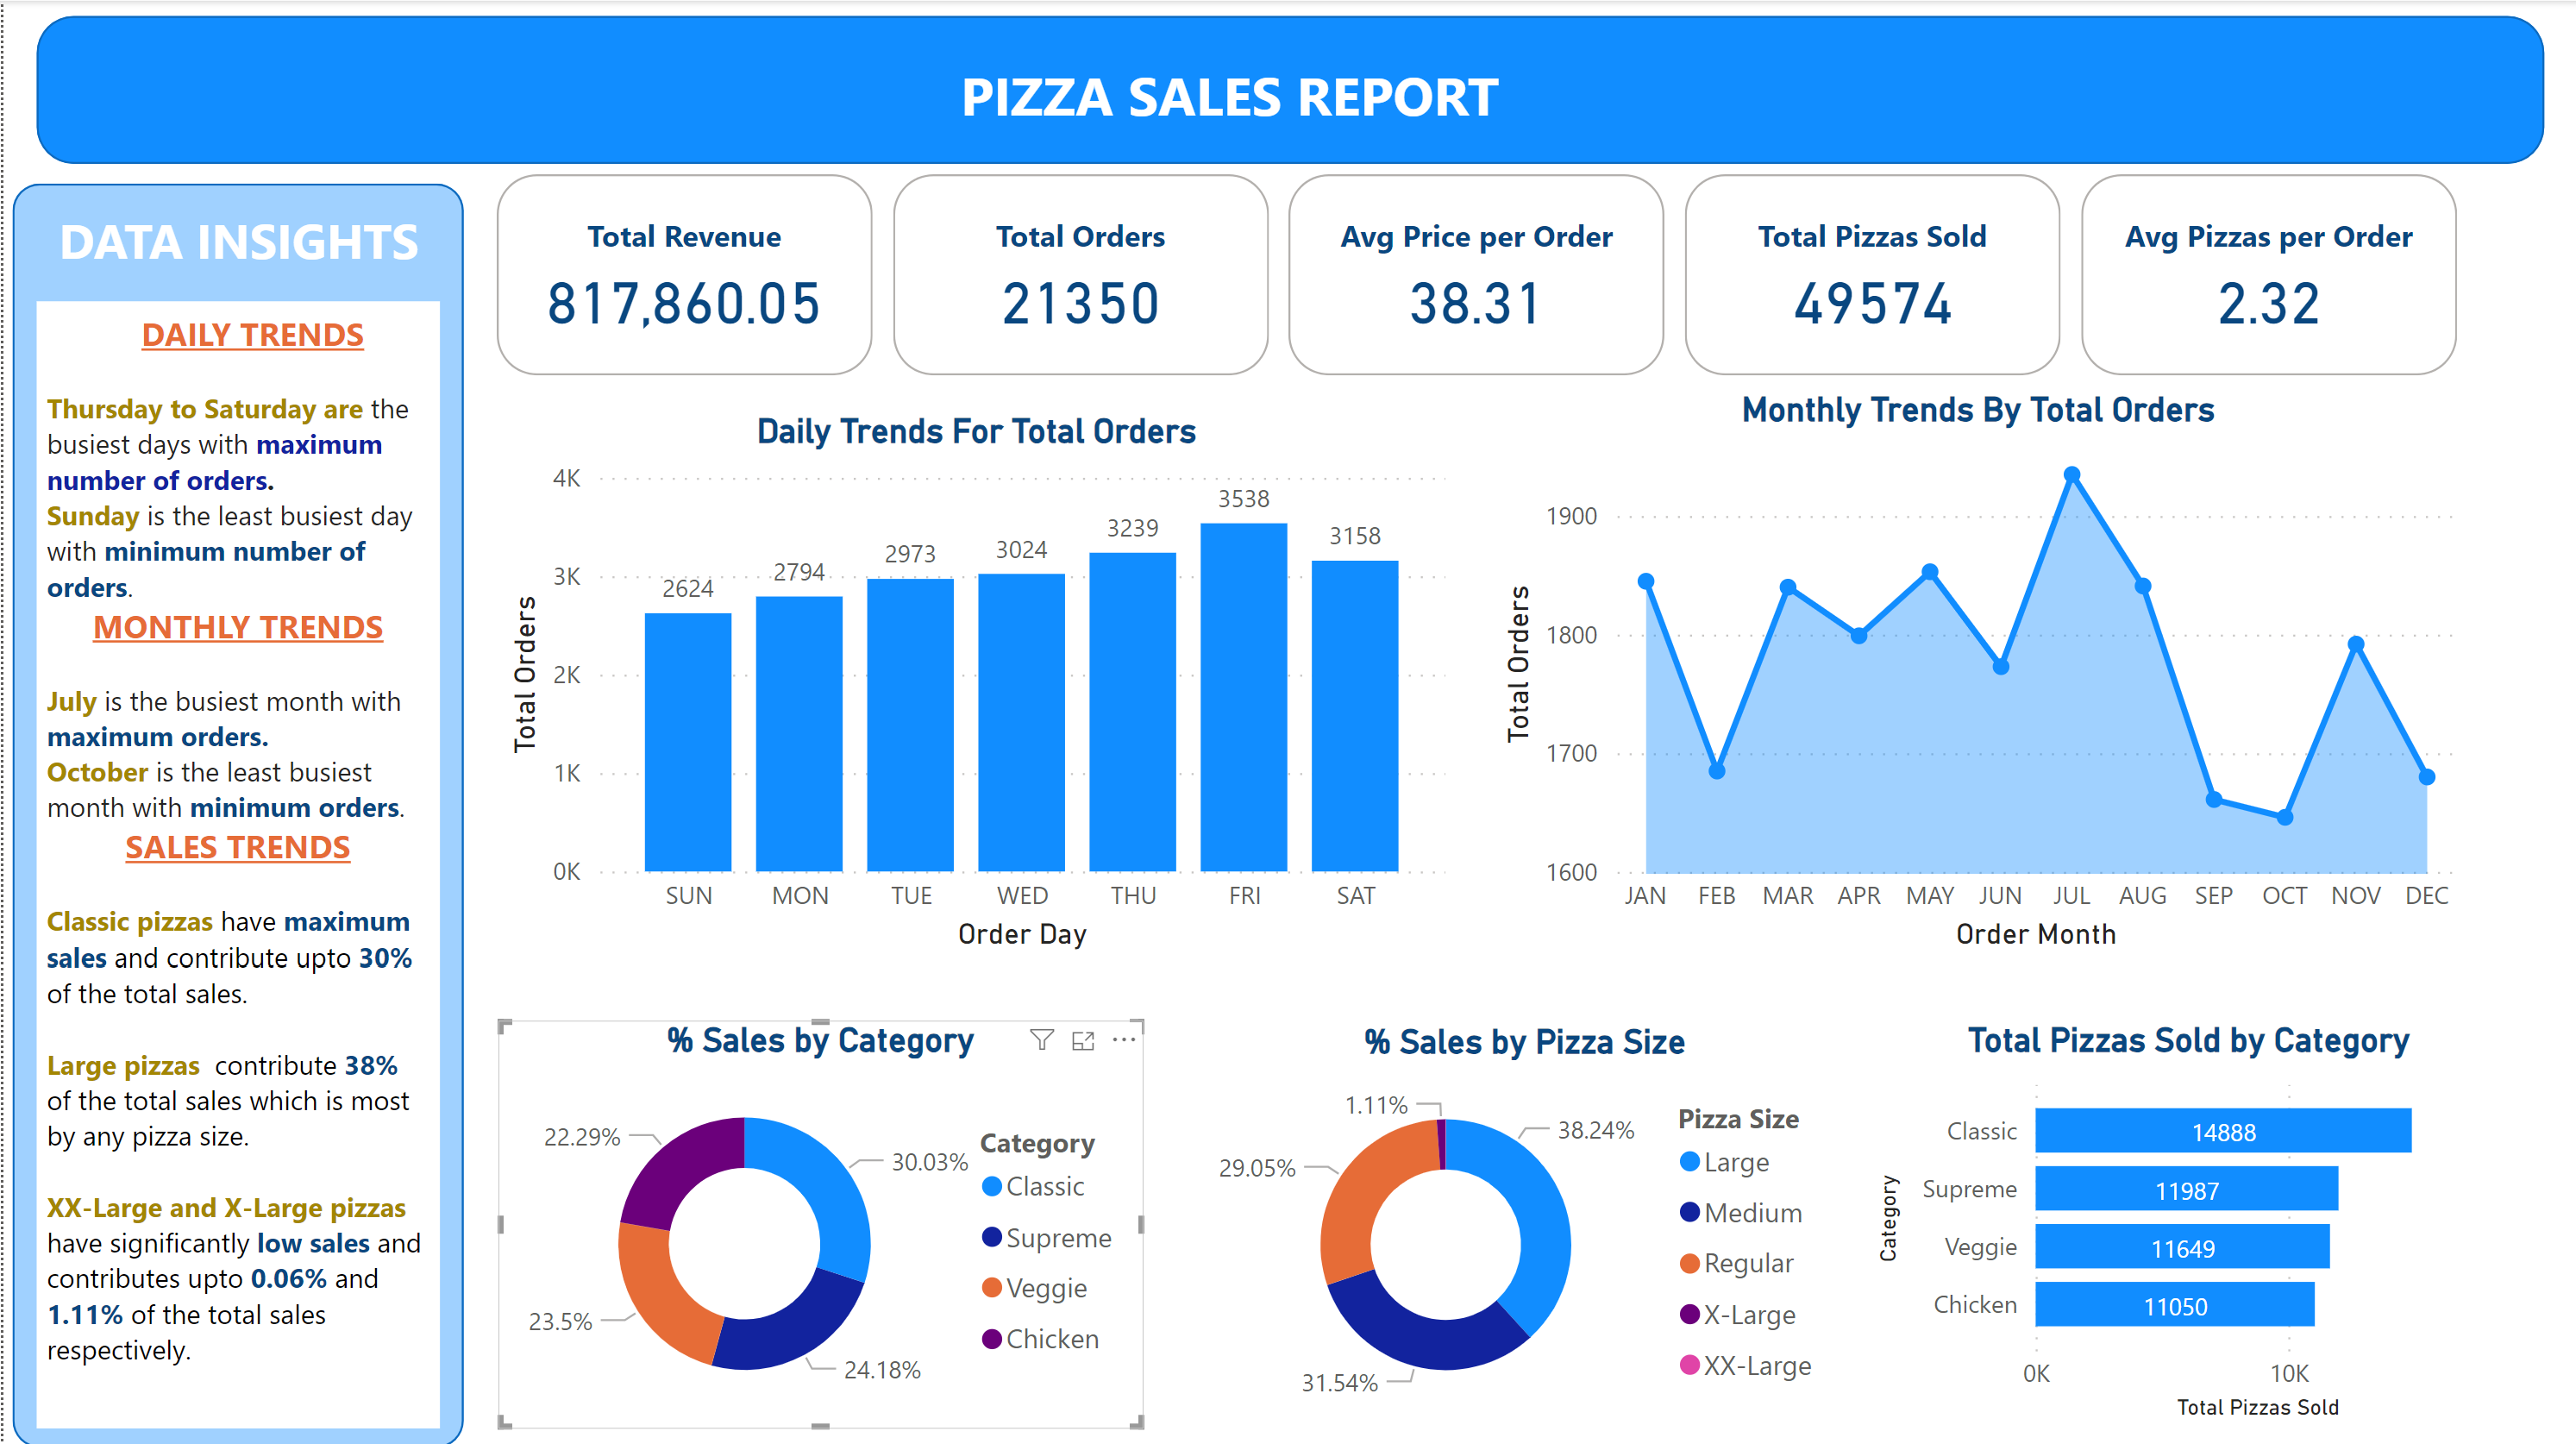 PIZZA SALES REPORT
DATA INSIGHTS
DAILY TRENDS
Thursday to Saturday are the
busiest days with maximum
number of orders.
Sunday is the least busiest day
with minimum number of
orders.
MONTHLY TRENDS
July is the busiest month with
maximum orders.
October is the least busiest
month with minimum orders.
SALES TRENDS
Classic pizzas have maximum
sales and contribute upto 30%
of the total sales.
Large pizzas  contribute 38%
of the total sales which is most
by any pizza size.
XX-Large and X-Large pizzas
have significantly low sales and
contributes upto 0.06% and
1.11% of the total sales
respectively.
Total Revenue
817,860.05
Total Orders
21350
Avg Price per Order
38.31
Total Pizzas Sold
49574
Avg Pizzas per Order
2.32
Daily Trends For Total Orders
Total Orders
4K
3K
2K
1K
0K
2624
2794
2973
3024
3239
3538
3158
SUN MON TUE WED THU FRI SAT
Order Day
Monthly Trends By Total Orders
Total Orders
1900
1800
1700
1600
JAN FEB MAR APR MAY JUN JUL AUG SEP OCT NOV DEC
Order Month
% Sales by Category
22.29%
30.03%
23.5%
24.18%
Category
Classic
Supreme
Veggie
Chicken
% Sales by Pizza Size
1.11%
38.24%
29.05%
31.54%
Pizza Size
Large
Medium
Regular
X-Large
XX-Large
Total Pizzas Sold by Category
Category
Classic 14888
Supreme 11987
Veggie 11649
Chicken 11050
0K 10K
Total Pizzas Sold